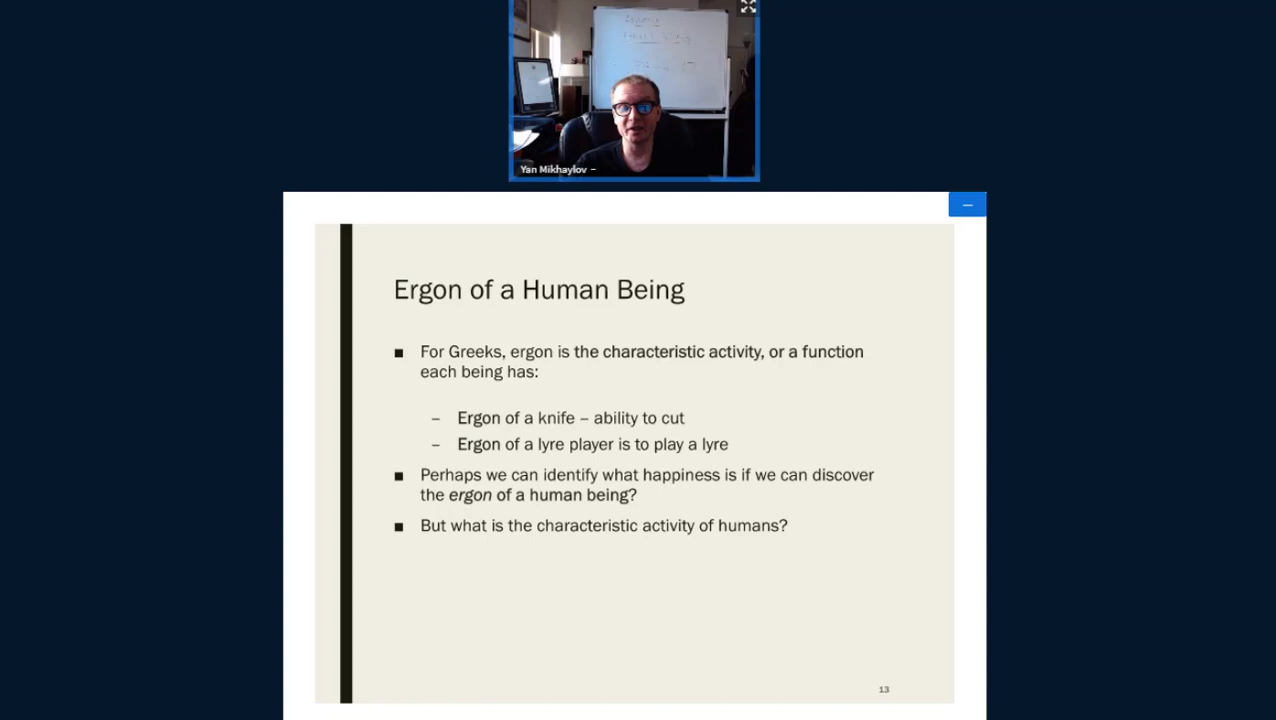 Yan Mikhaylov
Ergon of a Human Being
■ For Greeks, ergon is the characteristic activity, or a function
each being has:
– Ergon of a knife – ability to cut
– Ergon of a lyre player is to play a lyre
■ Perhaps we can identify what happiness is if we can discover
the ergon of a human being?
■ But what is the characteristic activity of humans?
13